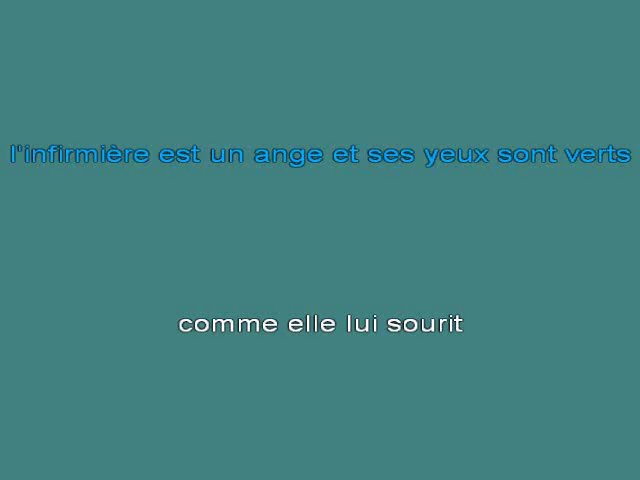 l'infirmière est un ange et ses yeux sont verts
comme elle lui sourit